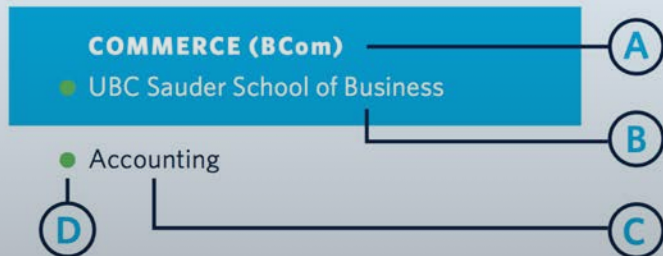 COMMERCE (BCom)
A
UBC Sauder School of Business
B
Accounting
D
C